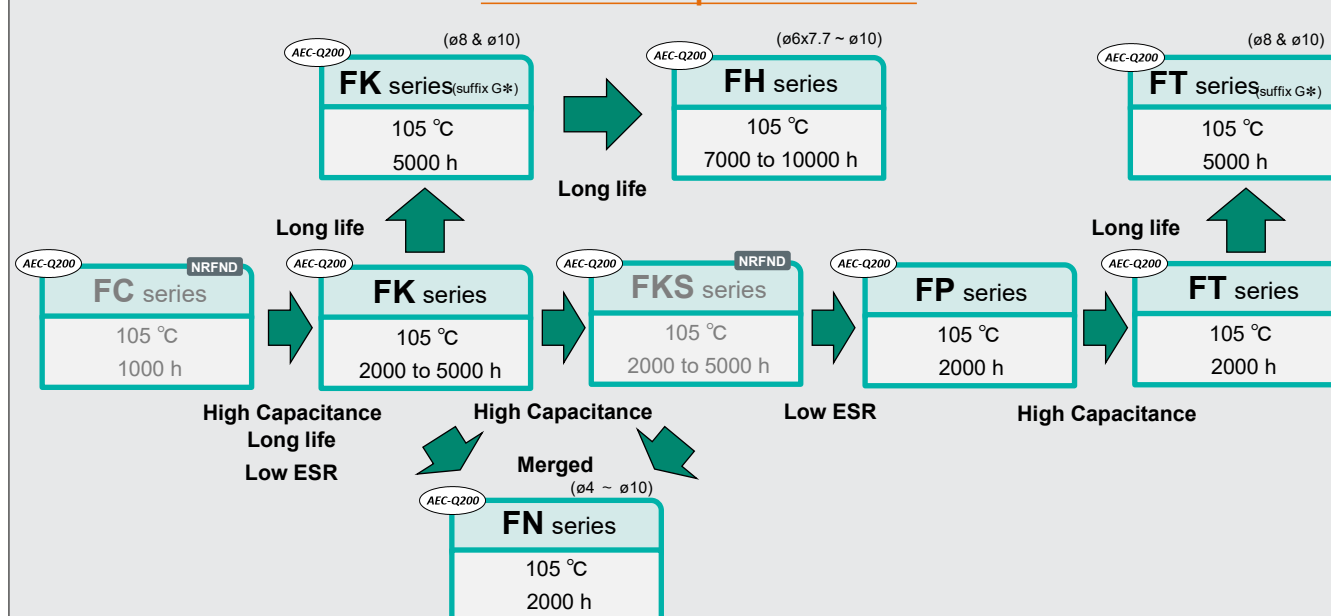 (ø8 & ø10)
AEC-Q200
FK series(suffix G✻)
105 ℃
5000 h
(ø6x7.7 ~ ø10)
AEC-Q200
FH series
105 ℃
7000 to 10000 h
(ø8 & ø10)
AEC-Q200
FT series(suffix G✻)
105 ℃
5000 h
Long life
Long life
Long life
AEC-Q200
NRFND
FC series
105 ℃
1000 h
AEC-Q200
FK series
105 ℃
2000 to 5000 h
AEC-Q200
NRFND
FKS series
105 ℃
2000 to 5000 h
AEC-Q200
FP series
105 ℃
2000 h
AEC-Q200
FT series
105 ℃
2000 h
High Capacitance
Long life
Low ESR
High Capacitance
Low ESR
High Capacitance
Merged
(ø4 ~ ø10)
AEC-Q200
FN series
105 ℃
2000 h